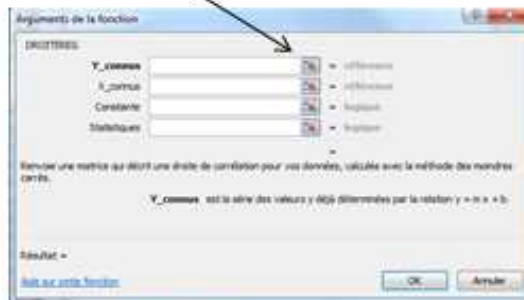 Arguments de la fonction
DROITEREG
Y_connus = référence
X_connus = référence
Constante = logique
Statistiques = logique
=
Renvoie une matrice qui décrit une droite de corrélation pour vos données, calculée avec la méthode des moindres
carrés.
Y_connus est la série des valeurs y déjà déterminées par la relation y = m x + b.
Résultat =
Aide sur cette fonction
OK
Annuler